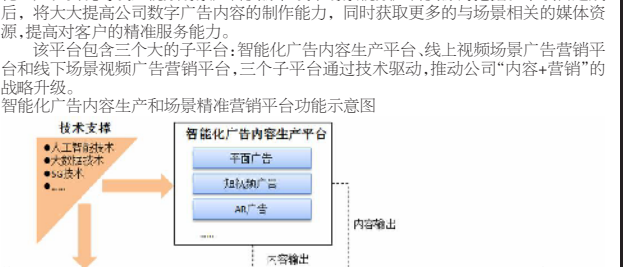 后，将大大提高公司数字广告内容的制作能力，同时获取更多的与场景相关的媒体资
源,提高对客户的精准服务能力。
该平台包含三个大的子平台:智能化广告内容生产平台、线上视频场景广告营销平
台和线下场景视频广告营销平台,三个子平台通过技术驱动,推动公司“内容+营销”的
战略升级。
智能化广告内容生产和场景精准营销平台功能示意图
技术支撑
●人工智能技术
●大数据技术
●5G技术
●......
智能化广告内容生产平台
平面广告
短视频广告
AR广告
......
内容输出
内容输出